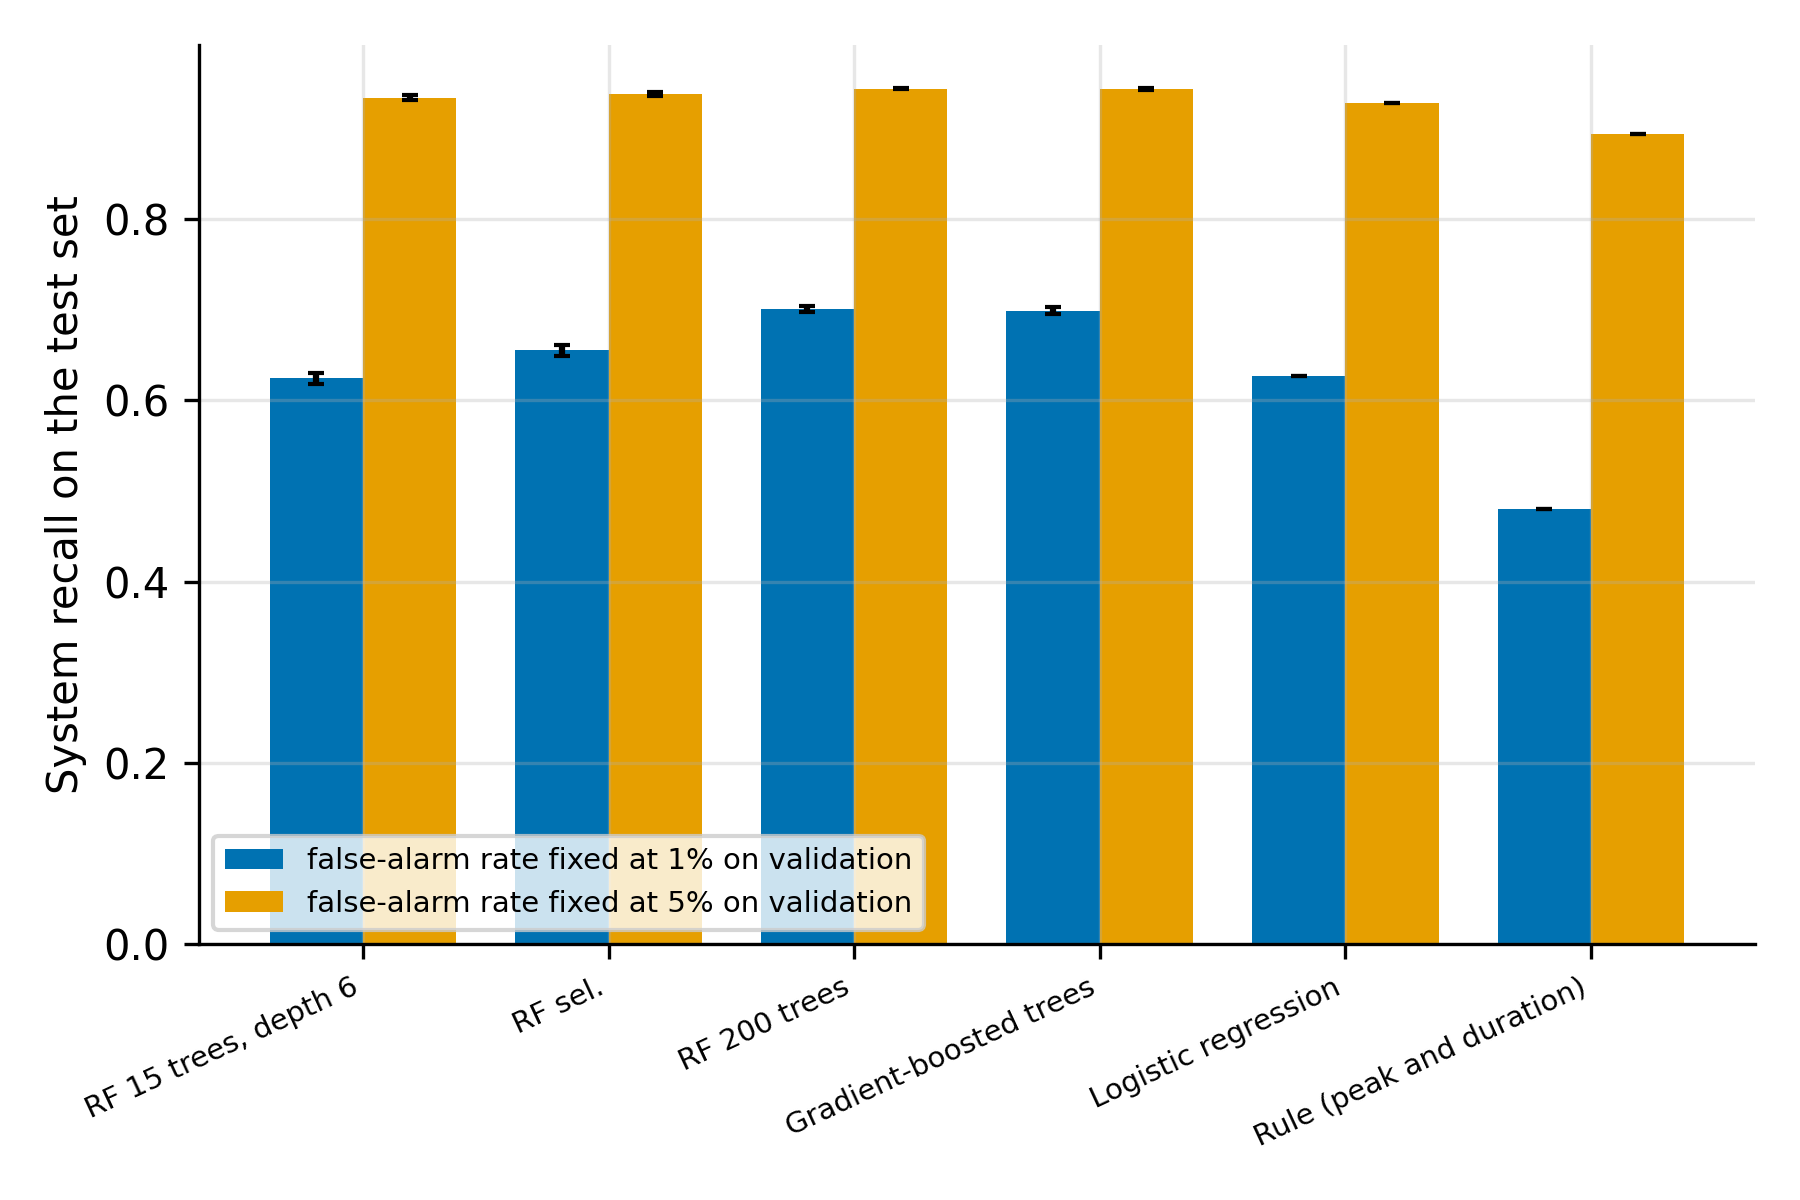 System recall on the test set
0.8
0.6
0.4
0.2
0.0
false-alarm rate fixed at 1% on validation
false-alarm rate fixed at 5% on validation
RF 15 trees, depth 6
RF sel.
RF 200 trees
Gradient-boosted trees
Logistic regression
Rule (peak and duration)